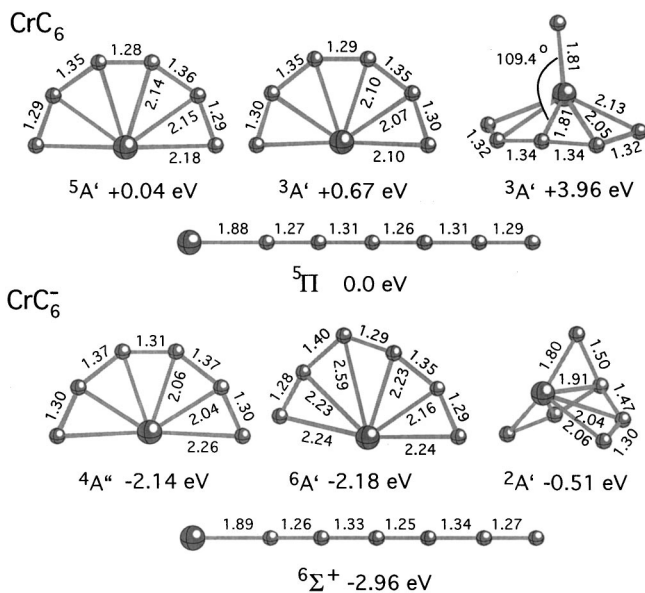 CrC6
1.29 1.35 1.28 1.36 1.29 2.14 2.15 2.18
1.30 1.35 1.29 1.35 1.30 2.10 2.07 2.10
109.4 o 1.81 2.13 1.81 2.05 1.32 1.34 1.34 1.32
5A‘ +0.04 eV
3A‘ +0.67 eV
3A‘ +3.96 eV
1.88 1.27 1.31 1.26 1.31 1.29
5Π 0.0 eV
CrC6-
1.30 1.37 1.31 1.37 1.30 2.06 2.04 2.26
1.28 1.40 1.29 1.35 1.29 2.59 2.23 2.23 2.16 2.24 2.24
1.80 1.50 1.91 1.47 2.04 2.06 1.30
4A“ -2.14 eV
6A‘ -2.18 eV
2A‘ -0.51 eV
1.89 1.26 1.33 1.25 1.34 1.27
6Σ+ -2.96 eV